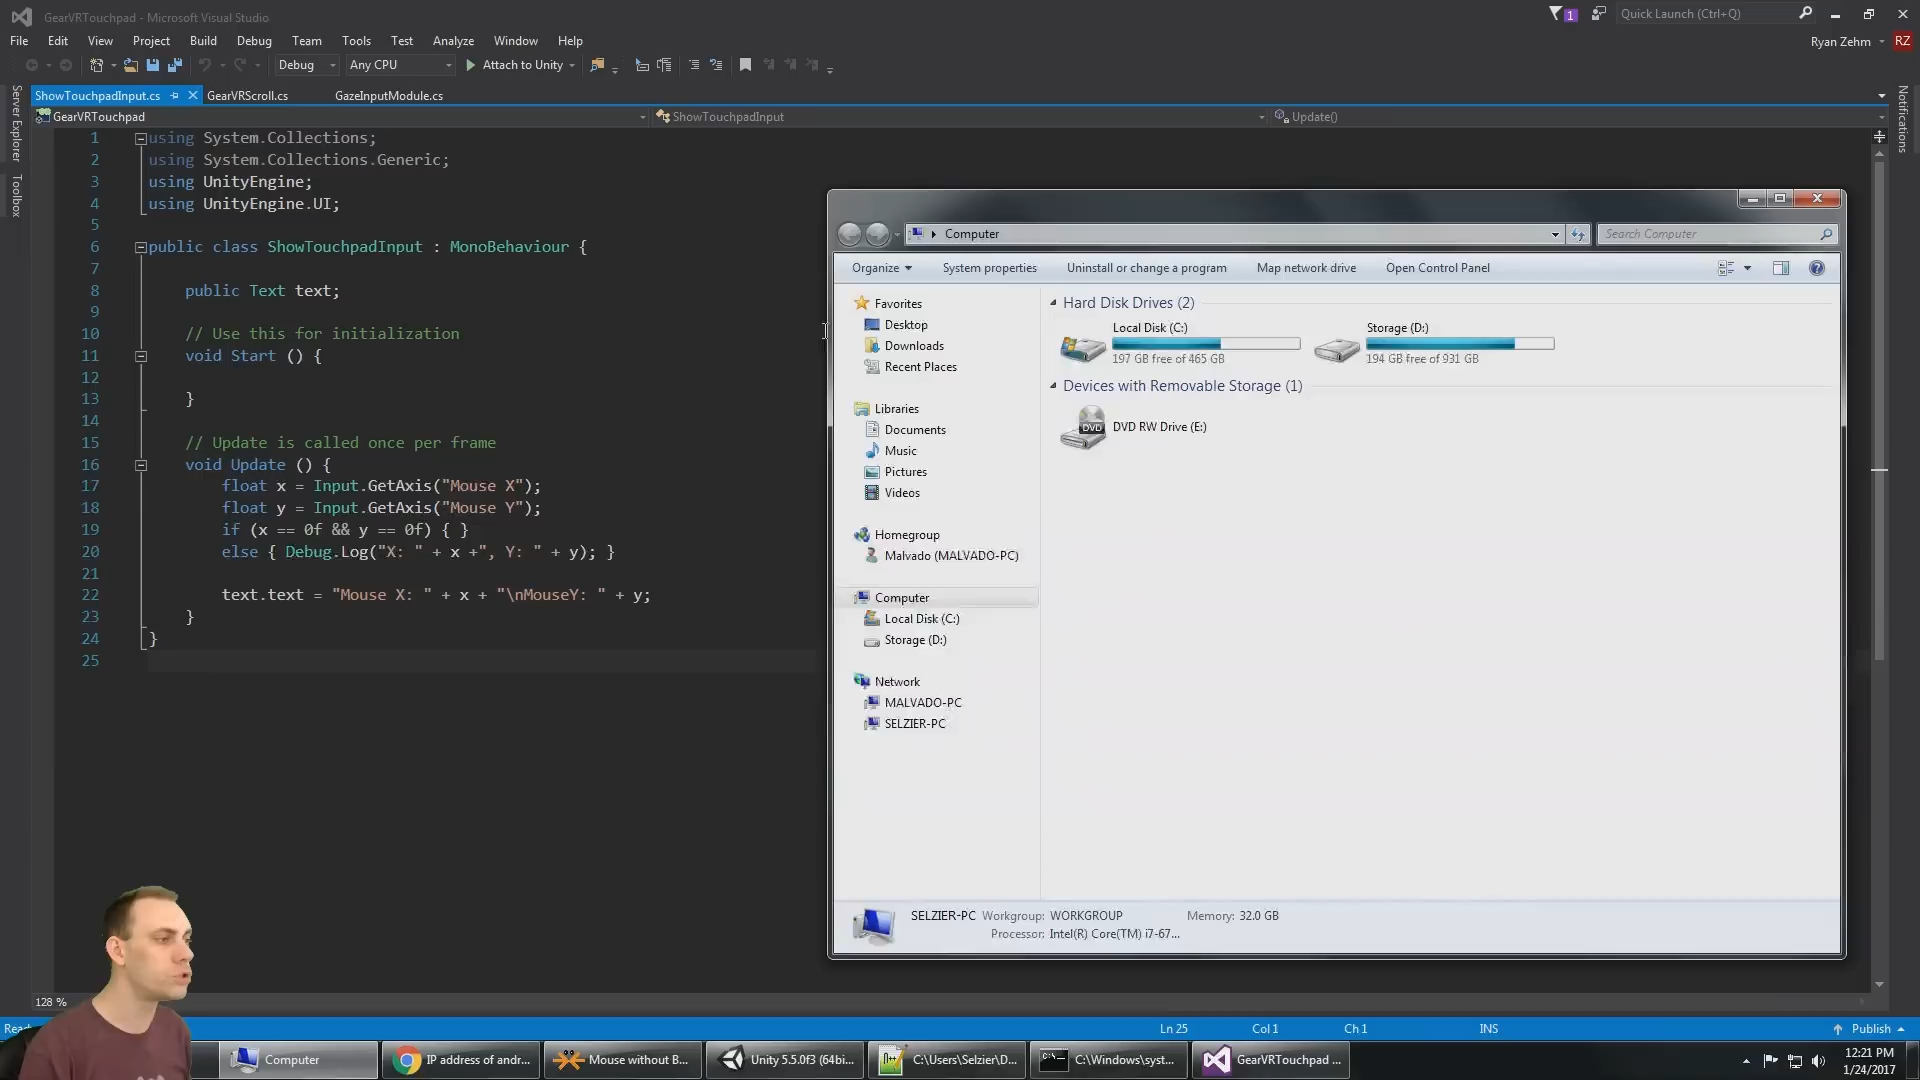 GearVRTouchpad - Microsoft Visual Studio
1
Quick Launch (Ctrl+Q)
File Edit View Project Build Debug Team Tools Test Analyze Window Help
Ryan Zehm RZ
Debug Any CPU Attach to Unity
ShowTouchpadInput.cs GearVRScroll.cs GazeInputModule.cs
GearVRTouchpad ShowTouchpadInput Update()
Server Explorer
Toolbox
Notifications
1 using System.Collections;
2 using System.Collections.Generic;
3 using UnityEngine;
4 using UnityEngine.UI;
5
6 public class ShowTouchpadInput : MonoBehaviour {
7
8 public Text text;
9
10 // Use this for initialization
11 void Start () {
12
13 }
14
15 // Update is called once per frame
16 void Update () {
17 float x = Input.GetAxis("Mouse X");
18 float y = Input.GetAxis("Mouse Y");
19 if (x == 0f && y == 0f) { }
20 else { Debug.Log("X: " + x +", Y: " + y); }
21
22 text.text = "Mouse X: " + x + "\nMouseY: " + y;
23 }
24 }
25
Computer
Search Computer
Organize System properties Uninstall or change a program Map network drive Open Control Panel
Favorites
Desktop
Downloads
Recent Places
Libraries
Documents
Music
Pictures
Videos
Homegroup
Malvado (MALVADO-PC)
Computer
Local Disk (C:)
Storage (D:)
Network
MALVADO-PC
SELZIER-PC
Hard Disk Drives (2)
Local Disk (C:)
197 GB free of 465 GB
Storage (D:)
194 GB free of 931 GB
Devices with Removable Storage (1)
DVD
DVD RW Drive (E:)
SELZIER-PC Workgroup: WORKGROUP Memory: 32.0 GB
Processor: Intel(R) Core(TM) i7-67...
128 %
Ln 25 Col 1 Ch 1 INS Publish
Computer IP address of andr... Mouse without B... Unity 5.5.0f3 (64bi... C:\Users\Selzier\D... C:\Windows\syst... GearVRTouchpad ...
12:21 PM
1/24/2017